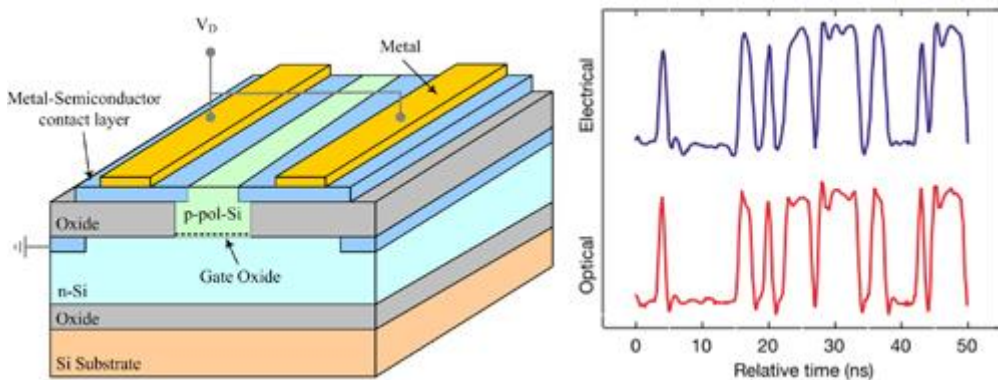 V_D
Metal
Metal-Semiconductor
contact layer
Oxide
p-pol-Si
Gate Oxide
n-Si
Oxide
Si Substrate
Electrical
Optical
0 10 20 30 40 50
Relative time (ns)